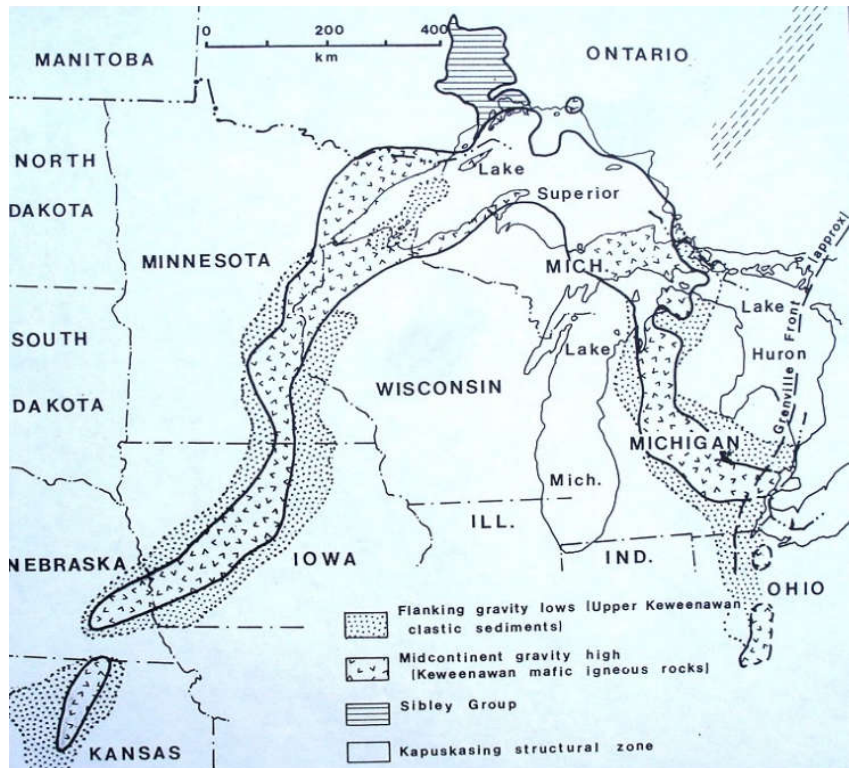 0 200 400
km
MANITOBA
ONTARIO
NORTH
DAKOTA
Lake
Superior
MINNESOTA
MICH.
(approx)
Lake
Huron
Grenville Front
SOUTH
DAKOTA
Lake
WISCONSIN
MICHIGAN
Mich.
ILL.
IND.
NEBRASKA
IOWA
OHIO
Flanking gravity lows (Upper Keweenawan
clastic sediments)
Midcontinent gravity high
(Keweenawan mafic igneous rocks)
Sibley Group
Kapuskasing structural zone
KANSAS